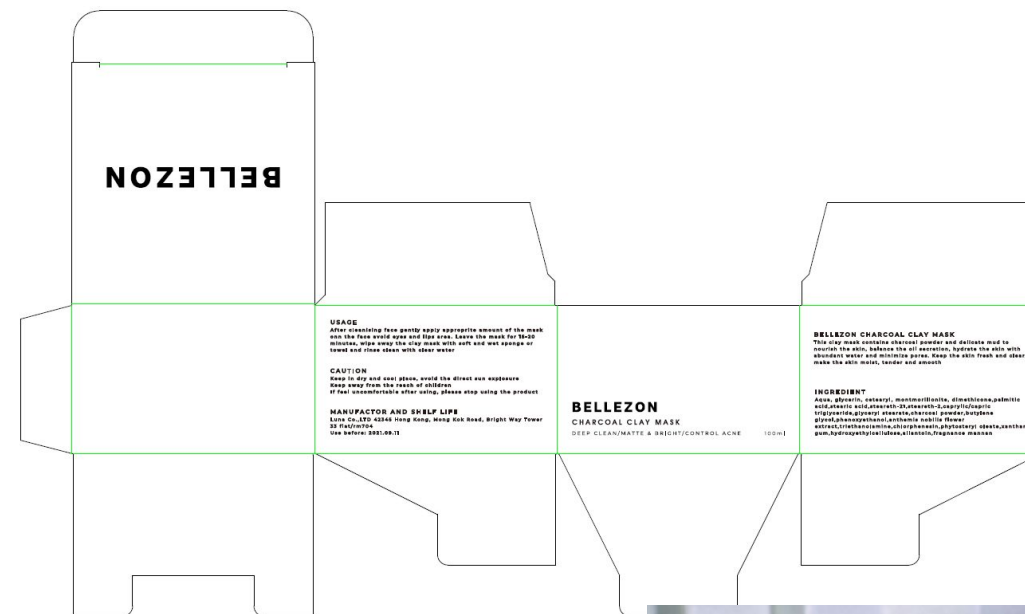 BELLEZON
USAGE
After cleanising face gently apply approprite amount of the mask
onn the face avoid eyes and lips area. Leave the mask for 15-20
minutes, wipe away the clay mask with soft and wet sponge or
towel and rinse clean with clear water
CAUTION
Keep in dry and cool place, avoid the direct sun explosure
Keep away from the reach of children
If feel uncomfortable after using, please stop using the product
MANUFACTOR AND SHELF LIFE
Luna Co.,LTD 42545 Hong Kong, Mong Kok Road, Bright Way Tower
33 flat/rm704
Use before: 2021.09.11
BELLEZON
CHARCOAL CLAY MASK
DEEP CLEAN/MATTE & BRIGHT/CONTROL ACNE 100ml
BELLEZON CHARCOAL CLAY MASK
This clay mask contains charcoal powder and delicate mud to
nourish the skin, balance the oil secretion, hydrate the skin with
abundant water and minimize pores. Keep the skin fresh and clear
make the skin moist, tender and smooth
INGREDIENT
Aqua, glycerin, cetearyl, montmorillonite, dimethicone,palmitic
acid,stearic acid,steareth-21,steareth-2,caprylic/capric
triglyceride,glyceryl stearate,charcoal powder,butylene
glycol,phenoxyethanol,anthemis nobilis flower
extract,triethanolamine,chlorphenesin,phytosteryl oleate,xanthan
gum,hydroxyethylcellulose,allantoin,fragnance mannan